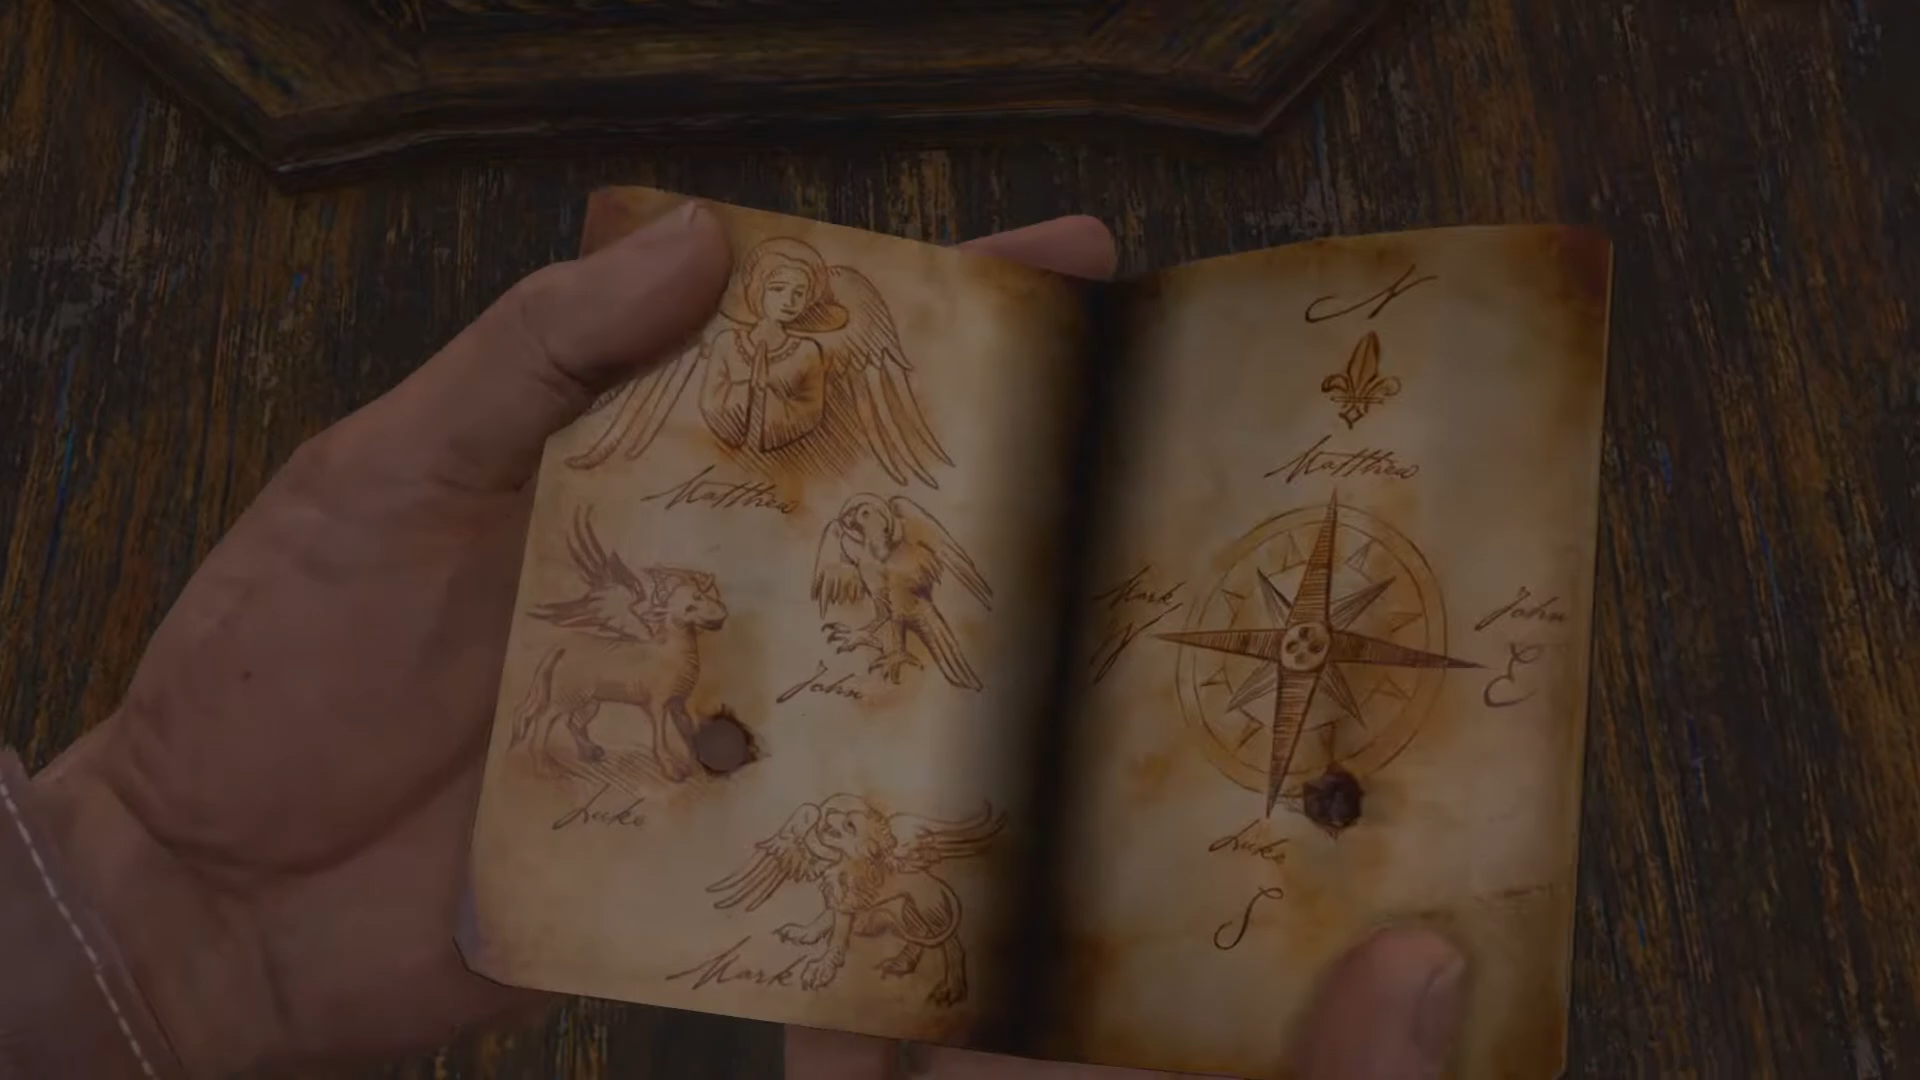 Matthew
John
Luke
Mark
N
Matthew
Mark
W
John
E
Luke
S